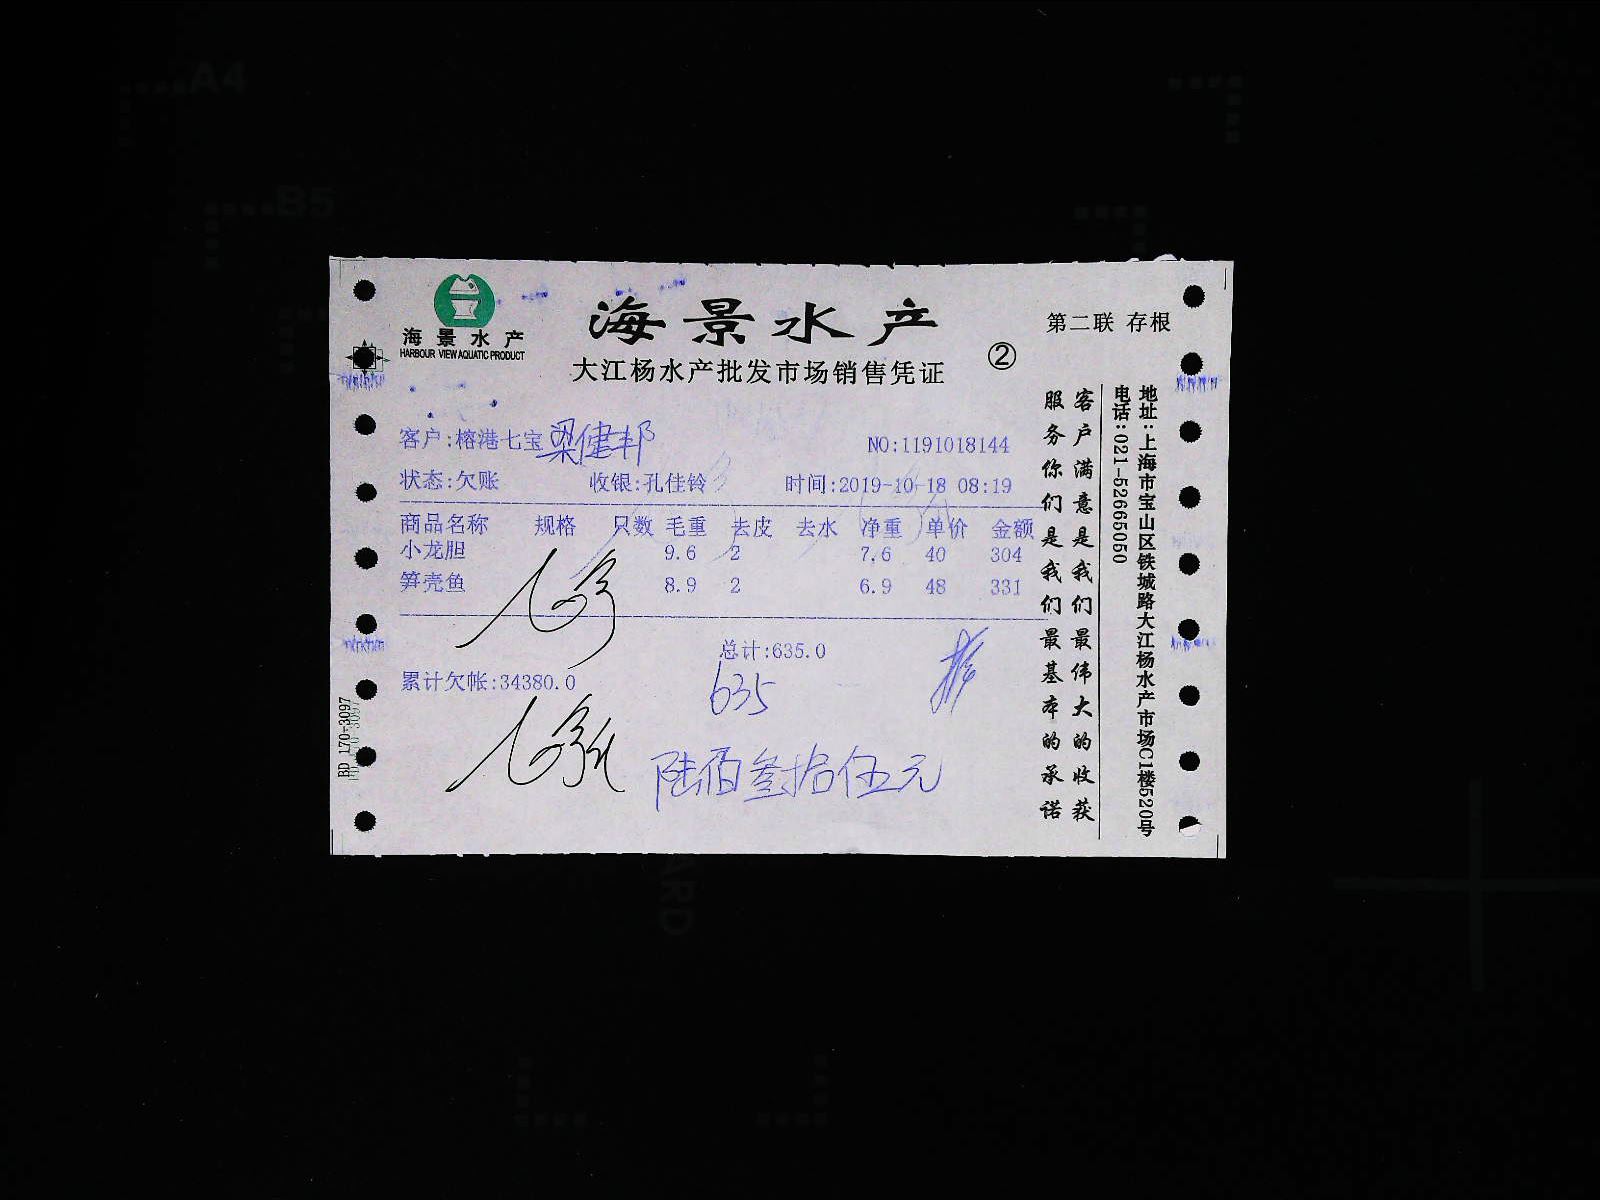 海景水产
HARBOUR VIEW AQUATIC PRODUCT
海景水产
大江杨水产批发市场销售凭证
②
第二联 存根
客户:榕港七宝 梁健邦
NO:1191018144
状态:欠账 收银:孔佳铃 时间:2019-10-18 08:19
商品名称 规格 只数 毛重 去皮 去水 净重 单价 金额
小龙胆 9.6 2 7.6 40 304
笋壳鱼 8.9 2 6.9 48 331
总计:635.0
累计欠帐:34380.0
635
陆佰叁拾伍元
客户满意是我们最伟大的收获
服务你们是我们最基本的承诺
地址:上海市宝山区铁城路大江杨水产市场C1楼520号
电话:021-52665050
BD 170-3097
A4
B5